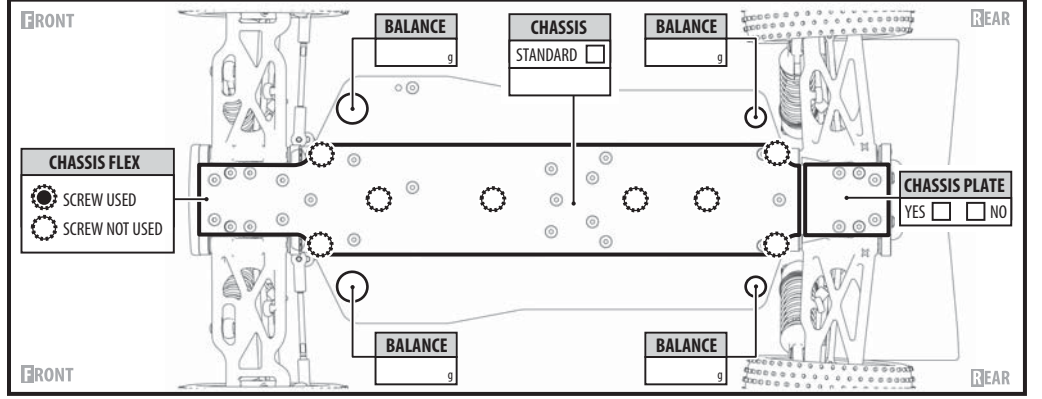 FRONT
BALANCE
g
CHASSIS
STANDARD
BALANCE
g
REAR
CHASSIS FLEX
SCREW USED
SCREW NOT USED
CHASSIS PLATE
YES NO
FRONT
BALANCE
g
BALANCE
g
REAR